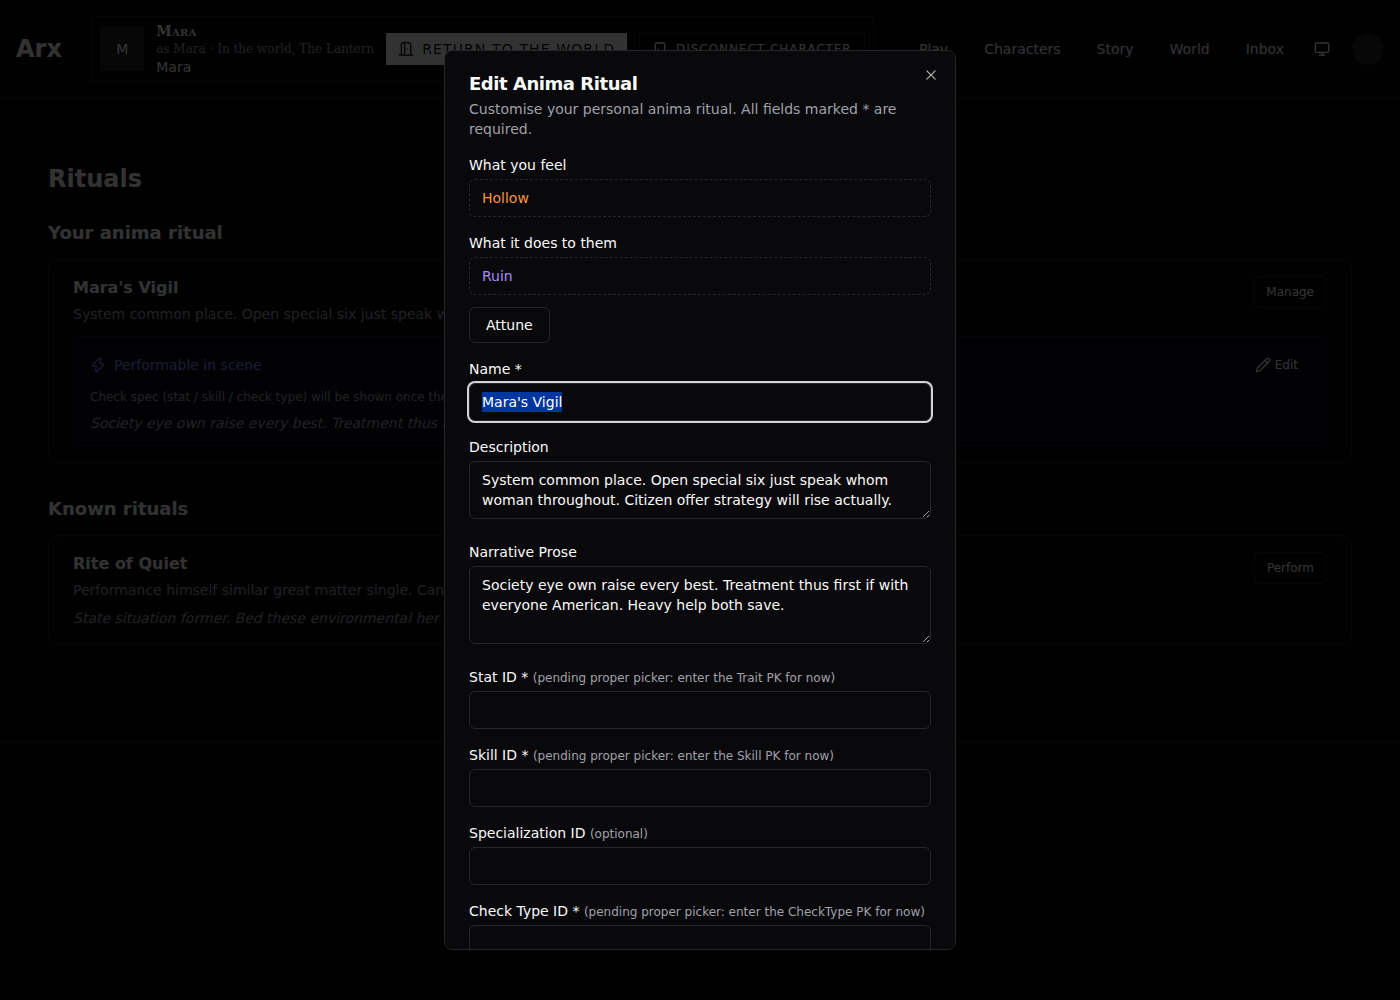 Arx
M
Mara
as Mara · In the world, The Lantern
Mara
RETURN TO THE WORLD
DISCONNECT CHARACTER
Play
Characters
Story
World
Inbox
Rituals
Your anima ritual
Mara's Vigil
System common place. Open special six just speak
Manage
Performable in scene
Edit
Check spec (stat / skill / check type) will be shown once the
Society eye own raise every best. Treatment thus
Known rituals
Rite of Quiet
Performance himself similar great matter single. Can
Perform
State situation former. Bed these environmental her
Edit Anima Ritual
Customise your personal anima ritual. All fields marked * are
required.
What you feel
Hollow
What it does to them
Ruin
Attune
Name *
Mara's Vigil
Description
System common place. Open special six just speak whom
woman throughout. Citizen offer strategy will rise actually.
Narrative Prose
Society eye own raise every best. Treatment thus first if with
everyone American. Heavy help both save.
Stat ID * (pending proper picker: enter the Trait PK for now)
Skill ID * (pending proper picker: enter the Skill PK for now)
Specialization ID (optional)
Check Type ID * (pending proper picker: enter the CheckType PK for now)